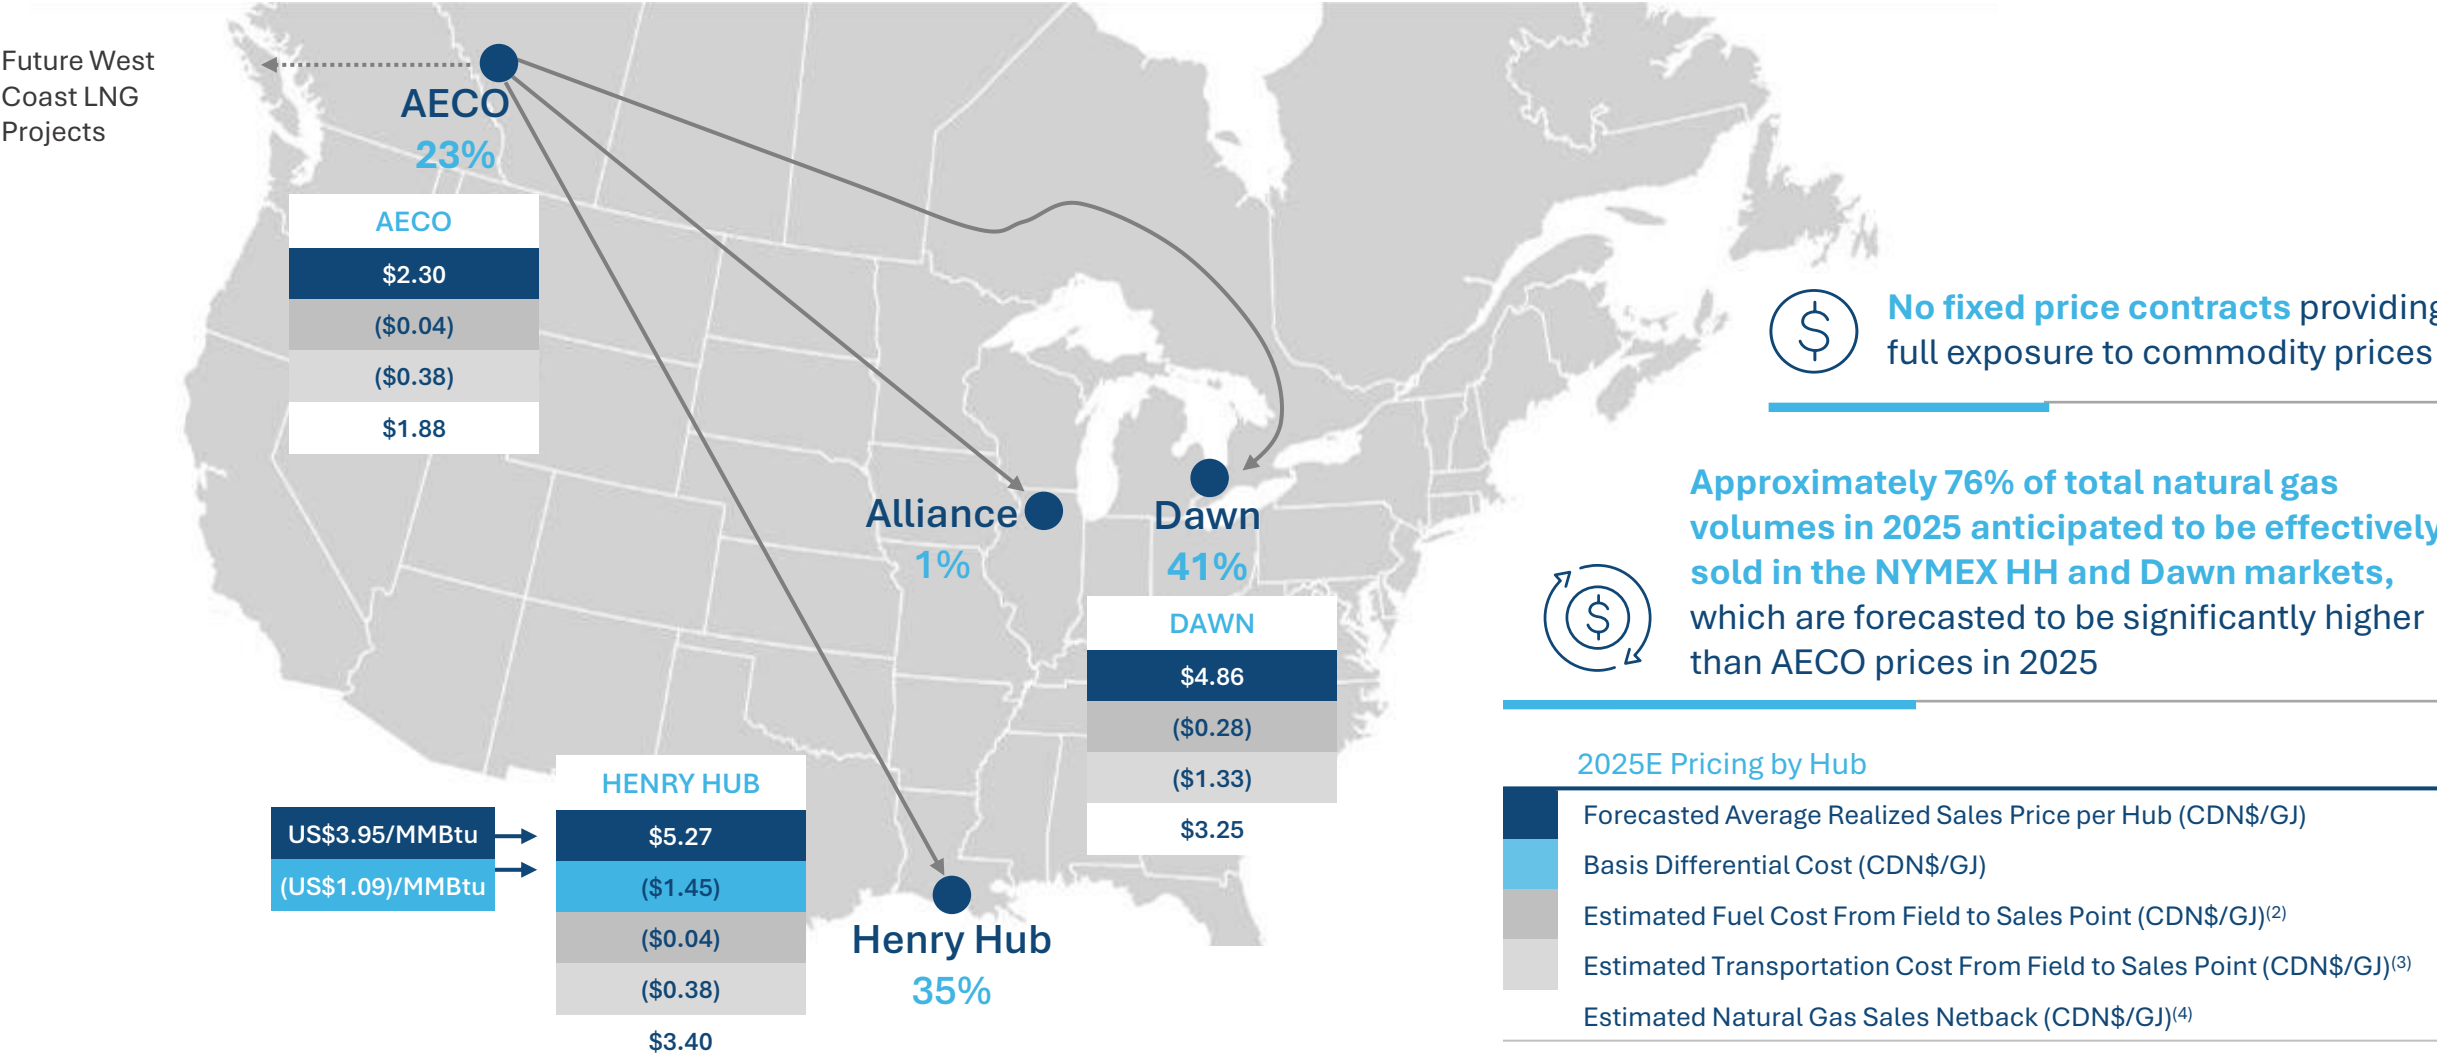 Future West
Coast LNG
Projects
AECO
23%
AECO
$2.30
($0.04)
($0.38)
$1.88
Alliance
1%
Dawn
41%
DAWN
$4.86
($0.28)
($1.33)
$3.25
US$3.95/MMBtu
(US$1.09)/MMBtu
HENRY HUB
$5.27
($1.45)
($0.04)
($0.38)
$3.40
Henry Hub
35%
No fixed price contracts providing
full exposure to commodity prices
Approximately 76% of total natural gas
volumes in 2025 anticipated to be effectively
sold in the NYMEX HH and Dawn markets,
which are forecasted to be significantly higher
than AECO prices in 2025
2025E Pricing by Hub
Forecasted Average Realized Sales Price per Hub (CDN$/GJ)
Basis Differential Cost (CDN$/GJ)
Estimated Fuel Cost From Field to Sales Point (CDN$/GJ)(2)
Estimated Transportation Cost From Field to Sales Point (CDN$/GJ)(3)
Estimated Natural Gas Sales Netback (CDN$/GJ)(4)